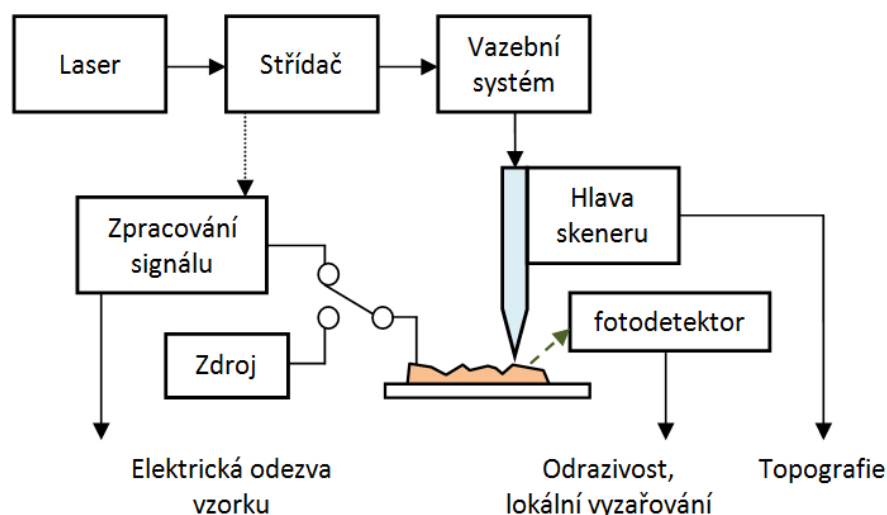 Laser
Střídač
Vazební
systém
Hlava
skeneru
Zpracování
signálu
fotodetektor
Zdroj
Elektrická odezva
vzorku
Odrazivost,
lokální vyzařování
Topografie